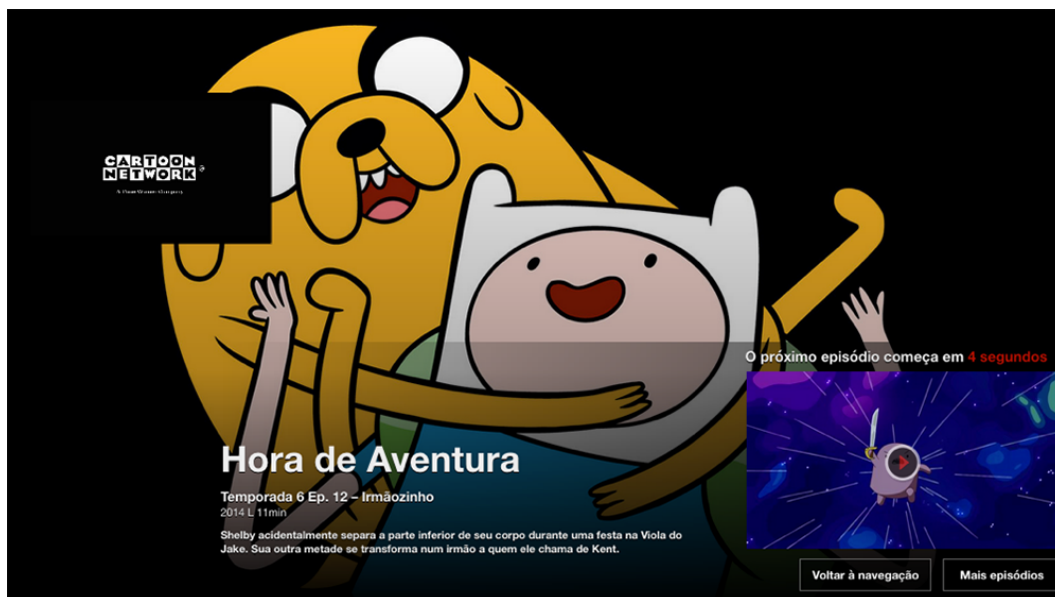 CARTOON
NETWORK
O próximo episódio começa em 4 segundos
Hora de Aventura
Temporada 6 Ep. 12 – Irmãozinho
2014 L 11min
Shelby acidentalmente separa a parte inferior de seu corpo durante uma festa na Viola do
Jake. Sua outra metade se transforma num irmão a quem ele chama de Kent.
Voltar à navegação
Mais episódios